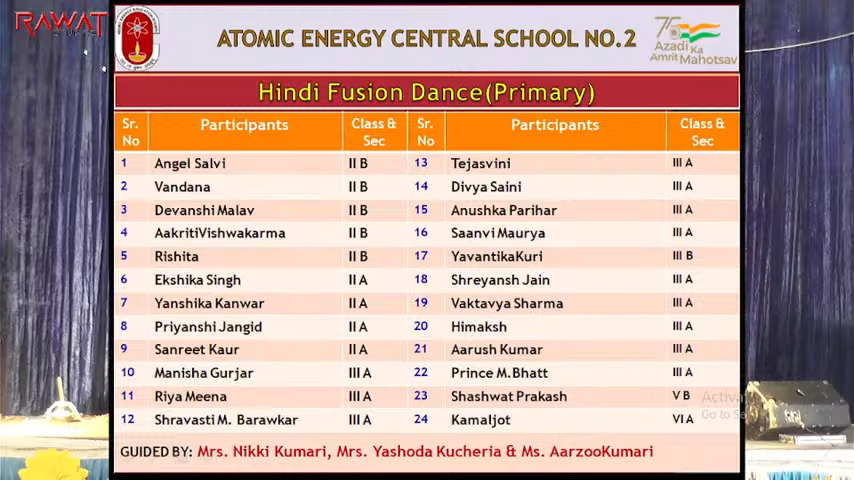 RAWAT
ATOMIC ENERGY CENTRAL SCHOOL NO.2
75
Azadi Ka
Amrit Mahotsav
Hindi Fusion Dance(Primary)
Sr. No Participants Class & Sec Sr. No Participants Class & Sec
1 Angel Salvi II B 13 Tejasvini III A
2 Vandana II B 14 Divya Saini III A
3 Devanshi Malav II B 15 Anushka Parihar III A
4 AakritiVishwakarma II B 16 Saanvi Maurya III A
5 Rishita II B 17 YavantikaKuri III B
6 Ekshika Singh II A 18 Shreyansh Jain III A
7 Yanshika Kanwar II A 19 Vaktavya Sharma III A
8 Priyanshi Jangid II A 20 Himaksh III A
9 Sanreet Kaur II A 21 Aarush Kumar III A
10 Manisha Gurjar III A 22 Prince M.Bhatt III A
11 Riya Meena III A 23 Shashwat Prakash V B
12 Shravasti M. Barawkar III A 24 Kamaljot VI A
GUIDED BY: Mrs. Nikki Kumari, Mrs. Yashoda Kucheria & Ms. AarzooKumari
Activa
Go to Se